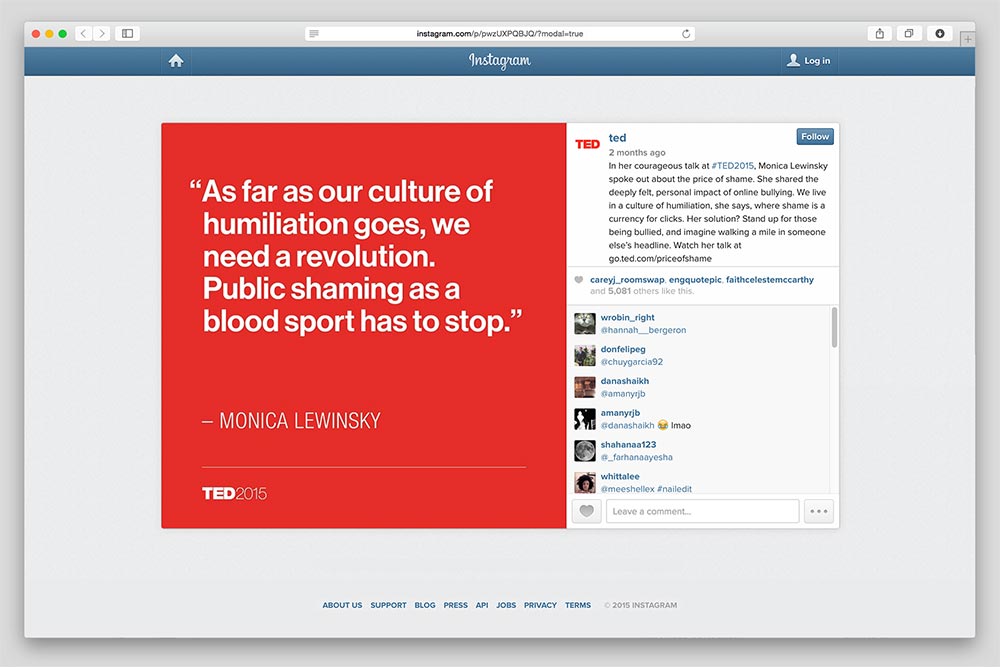 instagram.com/p/pwzUXPQBJQ/?modal=true
Instagram
Log in
“As far as our culture of
humiliation goes, we
need a revolution.
Public shaming as a
blood sport has to stop.”
– MONICA LEWINSKY
TED2015
TED
ted
Follow
2 months ago
In her courageous talk at #TED2015, Monica Lewinsky
spoke out about the price of shame. She shared the
deeply felt, personal impact of online bullying. We live
in a culture of humiliation, she says, where shame is a
currency for clicks. Her solution? Stand up for those
being bullied, and imagine walking a mile in someone
else’s headline. Watch her talk at
go.ted.com/priceofshame
careyj_roomswap, engquotepic, faithcelestemccarthy
and 5,081 others like this.
wrobin_right
@hannah__bergeron
donfelipeg
@chuygarcia92
danashaikh
@amanyrjb
amanyrjb
@danashaikh 😂 lmao
shahanaa123
@_farhanaayesha
whittalee
@meeshellex #nailedit
Leave a comment...
ABOUT US SUPPORT BLOG PRESS API JOBS PRIVACY TERMS © 2015 INSTAGRAM